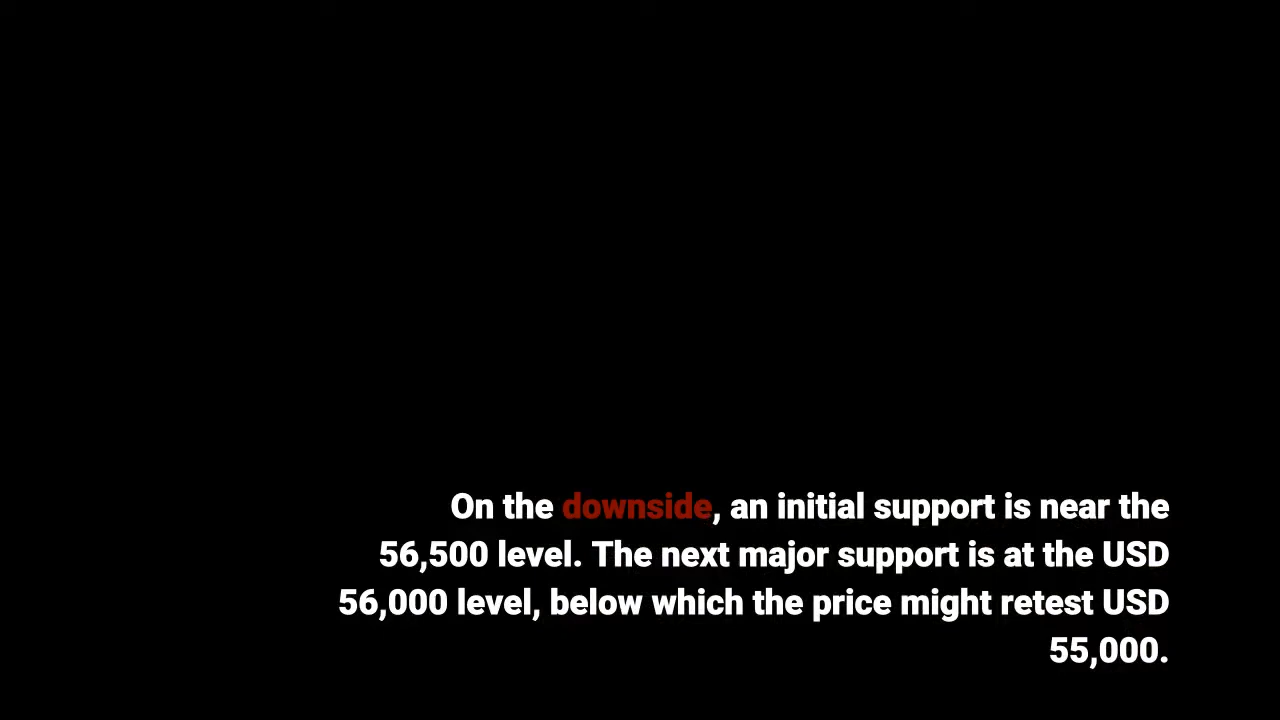 On the downside, an initial support is near the
56,500 level. The next major support is at the USD
56,000 level, below which the price might retest USD
55,000.